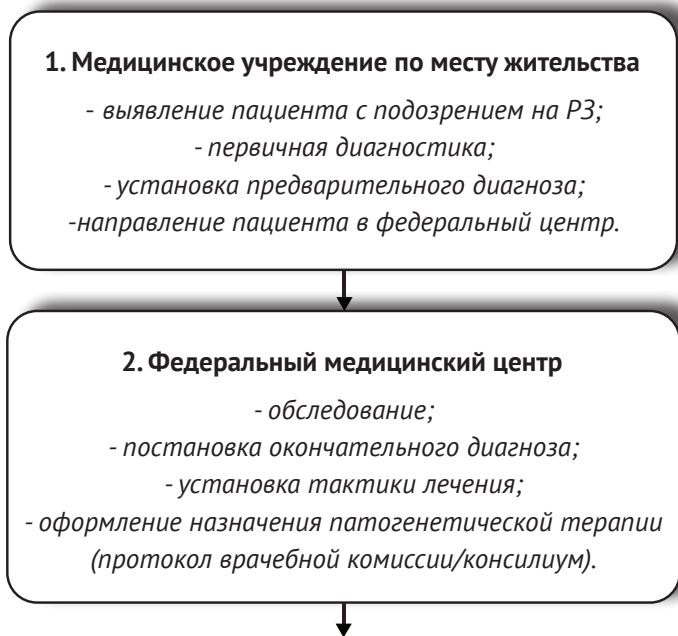 1. Медицинское учреждение по месту жительства
- выявление пациента с подозрением на РЗ;
- первичная диагностика;
- установка предварительного диагноза;
-направление пациента в федеральный центр.
2. Федеральный медицинский центр
- обследование;
- постановка окончательного диагноза;
- установка тактики лечения;
- оформление назначения патогенетической терапии
(протокол врачебной комиссии/консилиум).